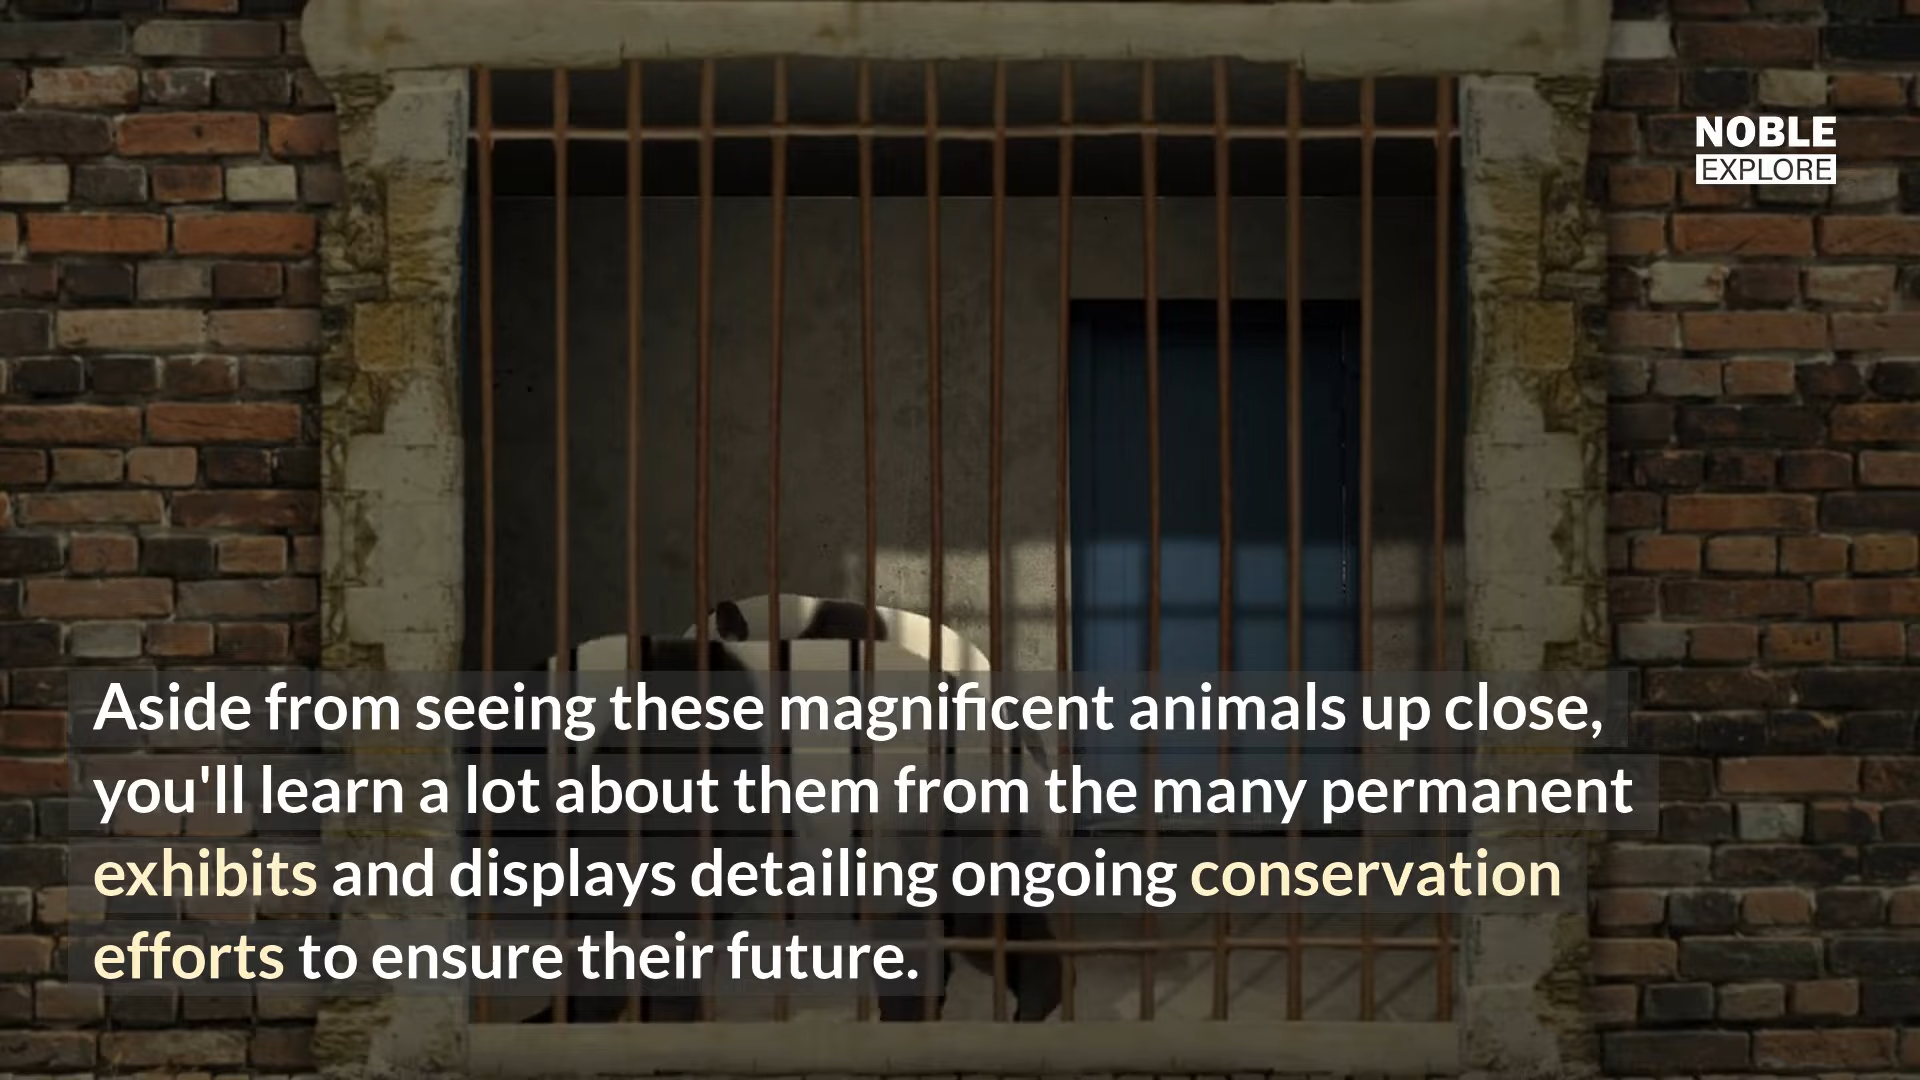 NOBLE
EXPLORE
Aside from seeing these magnificent animals up close,
you'll learn a lot about them from the many permanent
exhibits and displays detailing ongoing conservation
efforts to ensure their future.